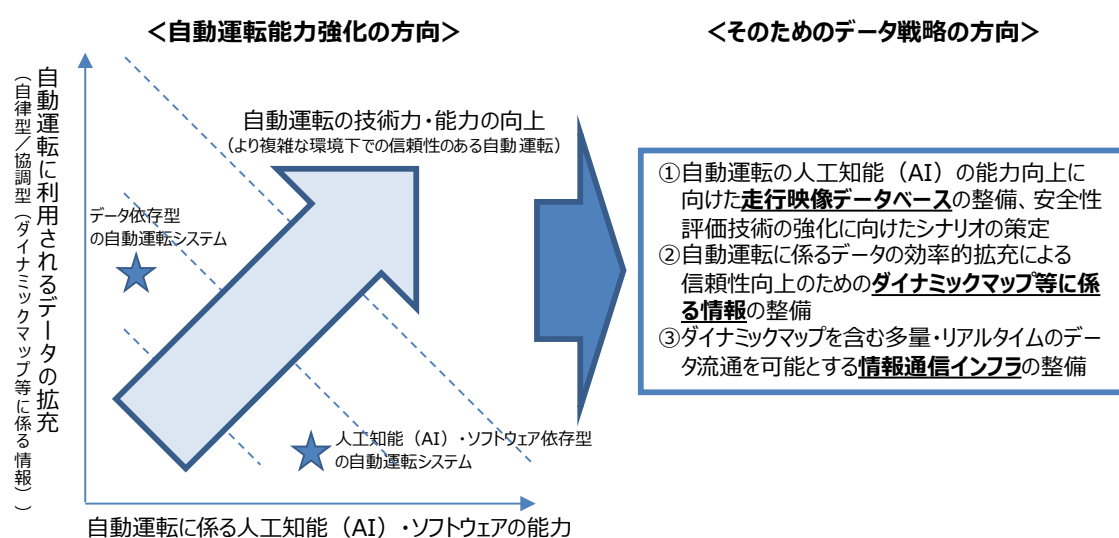 <自動運転能力強化の方向>
<そのためのデータ戦略の方向>
自動運転に利用されるデータの拡充
(自律型/協調型(ダイナミックマップ等に係る情報))
自動運転の技術力・能力の向上
(より複雑な環境下での信頼性のある自動運転)
データ依存型
の自動運転システム
人工知能(AI)・ソフトウェア依存型
の自動運転システム
自動運転に係る人工知能(AI)・ソフトウェアの能力
①自動運転の人工知能(AI)の能力向上に
向けた走行映像データベースの整備、安全性
評価技術の強化に向けたシナリオの策定
②自動運転に係るデータの効率的拡充による
信頼性向上のためのダイナミックマップ等に係
る情報の整備
③ダイナミックマップを含む多量・リアルタイムのデー
タ流通を可能とする情報通信インフラの整備